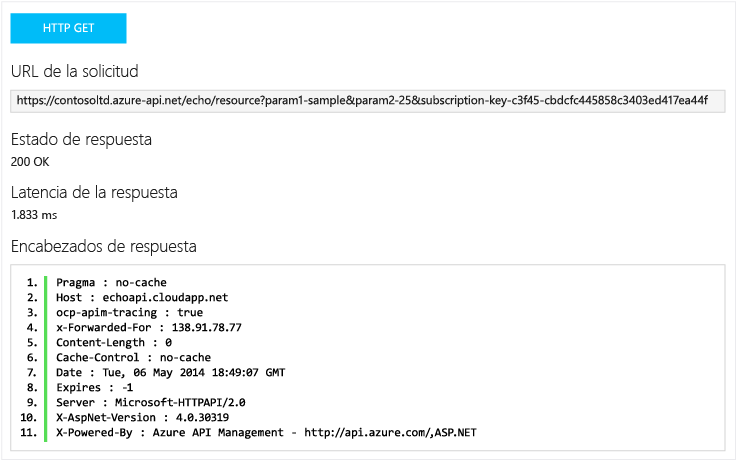 HTTP GET
URL de la solicitud
https://contosoltd.azure-api.net/echo/resource?param1-sample&param2-25&subscription-key-c3f45-cbdcfc445858c3403ed417ea44f
Estado de respuesta
200 OK
Latencia de la respuesta
1.833 ms
Encabezados de respuesta
1. Pragma : no-cache
2. Host : echoapi.cloudapp.net
3. ocp-apim-tracing : true
4. x-Forwarded-For : 138.91.78.77
5. Content-Length : 0
6. Cache-Control : no-cache
7. Date : Tue, 06 May 2014 18:49:07 GMT
8. Expires : -1
9. Server : Microsoft-HTTPAPI/2.0
10. X-AspNet-Version : 4.0.30319
11. X-Powered-By : Azure API Management - http://api.azure.com/,ASP.NET